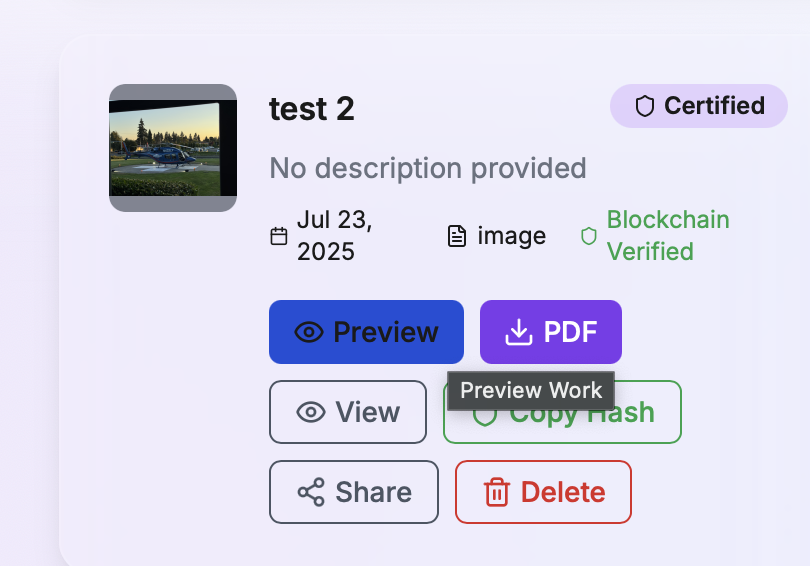 test 2
Certified
No description provided
Jul 23,
2025
image
Blockchain
Verified
Preview
PDF
Preview Work
View
Copy Hash
Share
Delete